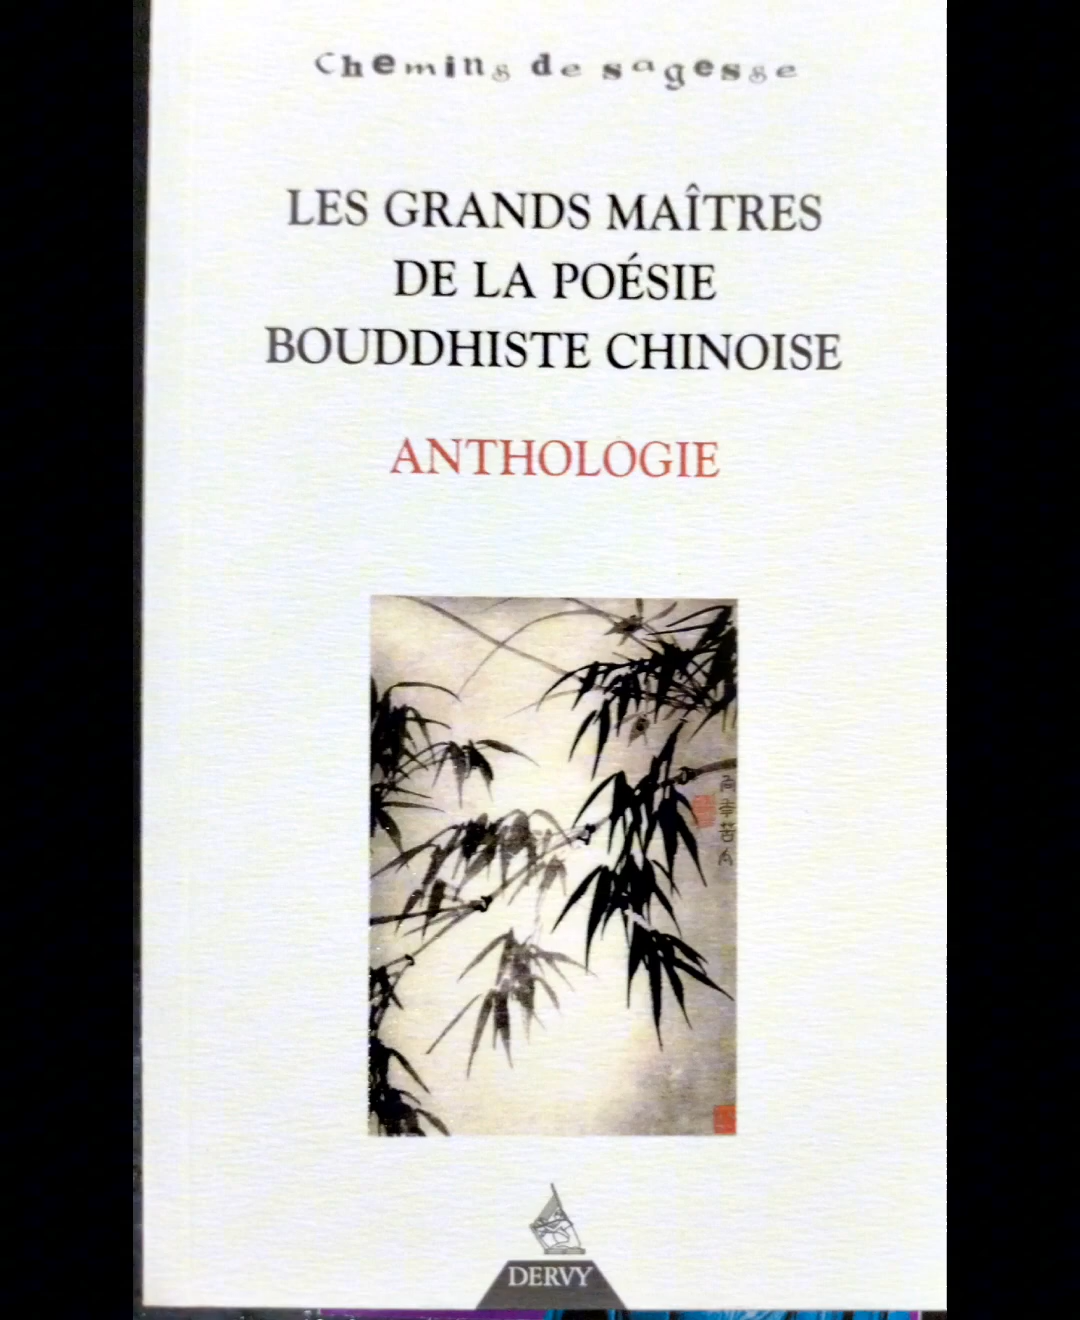 Chemins de sagesse
LES GRANDS MAÎTRES
DE LA POÉSIE
BOUDDHISTE CHINOISE
ANTHOLOGIE
DERVY